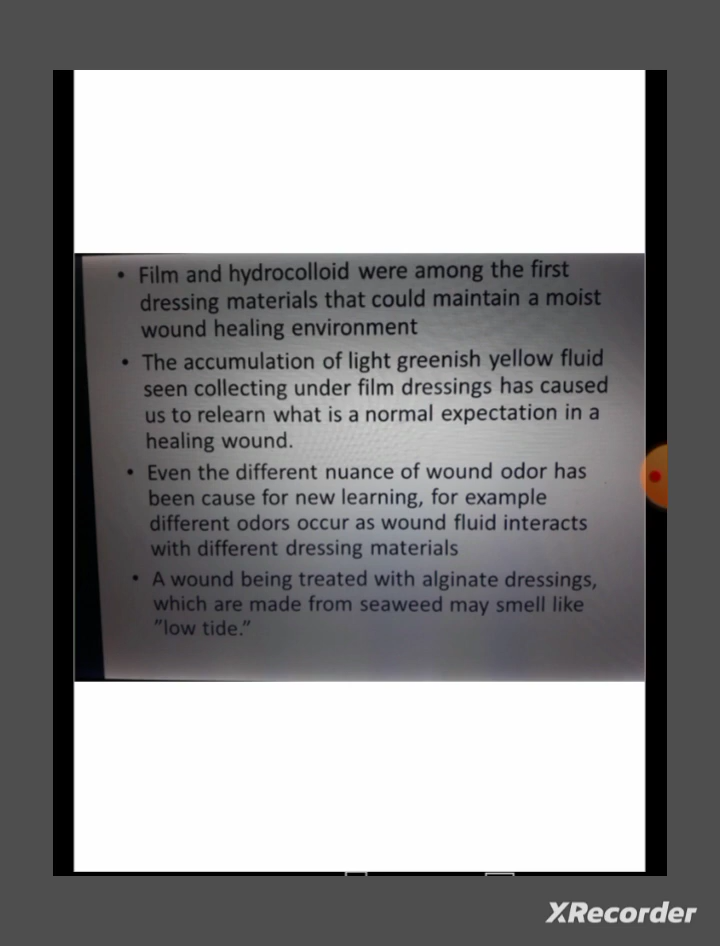 • Film and hydrocolloid were among the first
dressing materials that could maintain a moist
wound healing environment
• The accumulation of light greenish yellow fluid
seen collecting under film dressings has caused
us to relearn what is a normal expectation in a
healing wound.
• Even the different nuance of wound odor has
been cause for new learning, for example
different odors occur as wound fluid interacts
with different dressing materials
• A wound being treated with alginate dressings,
which are made from seaweed may smell like
"low tide."
XRecorder